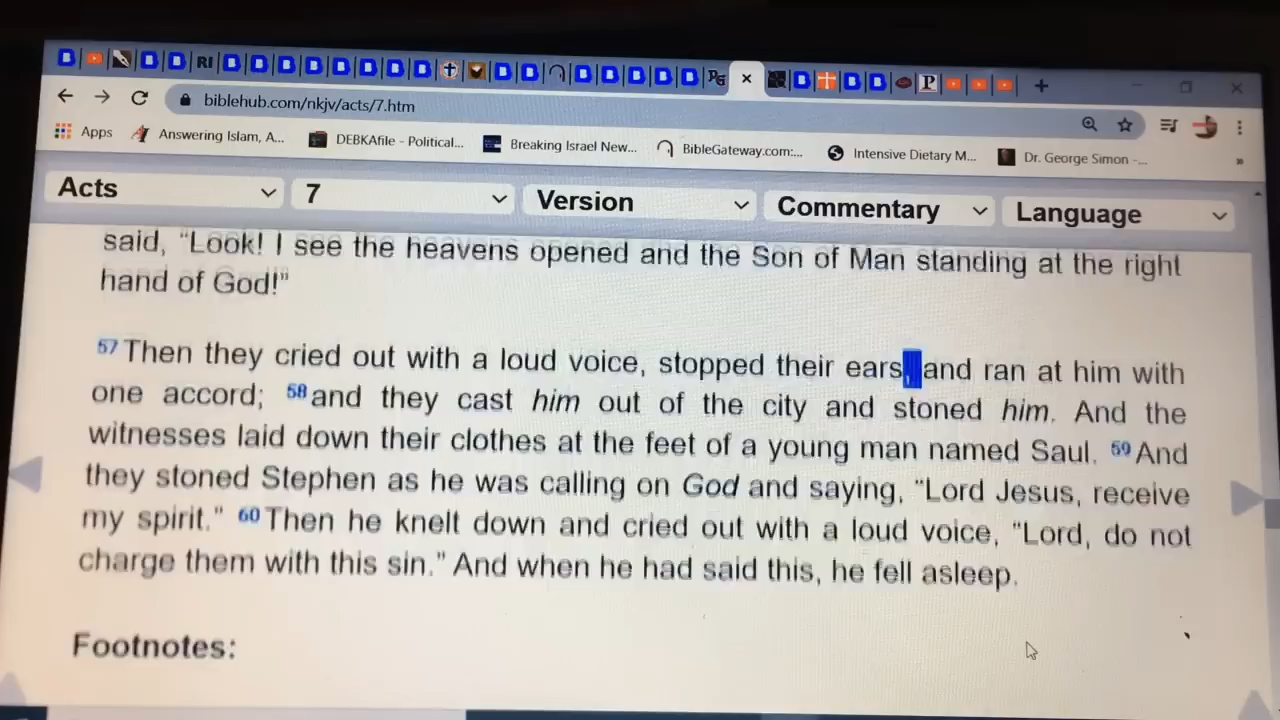 RI
PG
P
biblehub.com/nkjv/acts/7.htm
Apps Answering Islam, A... DEBKAfile - Political... Breaking Israel New... BibleGateway.com:... Intensive Dietary M... Dr. George Simon -...
Acts 7 Version Commentary Language
said, "Look! I see the heavens opened and the Son of Man standing at the right
hand of God!"
57 Then they cried out with a loud voice, stopped their ears, and ran at him with
one accord; 58 and they cast him out of the city and stoned him. And the
witnesses laid down their clothes at the feet of a young man named Saul. 59 And
they stoned Stephen as he was calling on God and saying, "Lord Jesus, receive
my spirit." 60 Then he knelt down and cried out with a loud voice, "Lord, do not
charge them with this sin." And when he had said this, he fell asleep.
Footnotes: